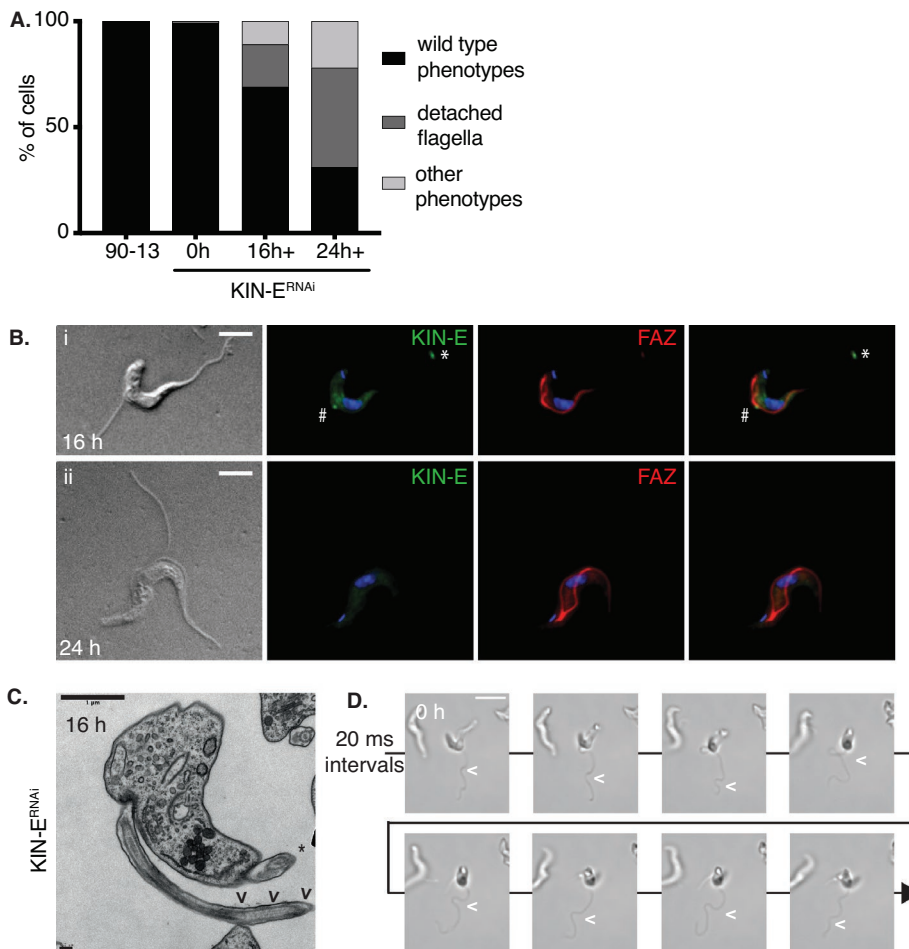 A.
100
50
0
% of cells
90-13
0h
16h+
24h+
KIN-E^RNAi
wild type
phenotypes
detached
flagella
other
phenotypes
B.
i
16 h
KIN-E
*
#
FAZ
*
#
ii
24 h
KIN-E
FAZ
C.
1 µm
16 h
*
V V V
KIN-E^RNAi
D.
20 ms
intervals
0 h
<
<
<
<
<
<
<
<